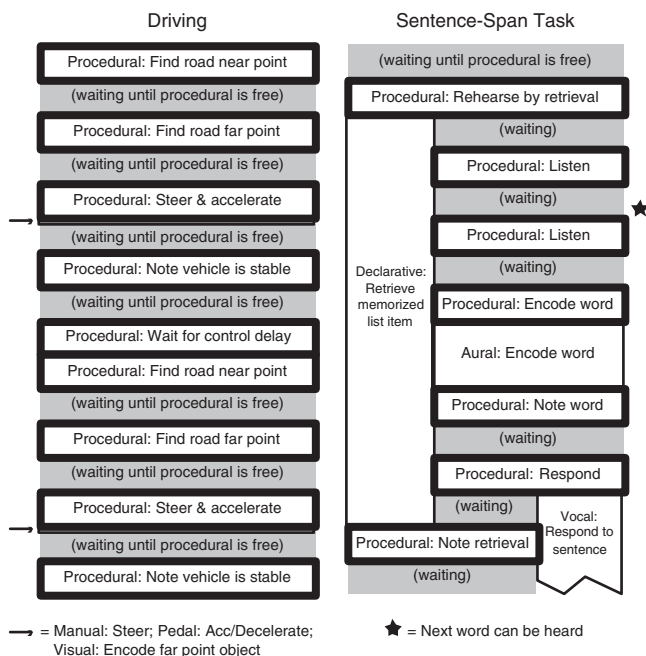 Driving
Procedural: Find road near point
(waiting until procedural is free)
Procedural: Find road far point
(waiting until procedural is free)
Procedural: Steer & accelerate
(waiting until procedural is free)
Procedural: Note vehicle is stable
(waiting until procedural is free)
Procedural: Wait for control delay
Procedural: Find road near point
(waiting until procedural is free)
Procedural: Find road far point
(waiting until procedural is free)
Procedural: Steer & accelerate
(waiting until procedural is free)
Procedural: Note vehicle is stable
Sentence-Span Task
(waiting until procedural is free)
Procedural: Rehearse by retrieval
(waiting)
Procedural: Listen
(waiting)
Procedural: Listen
(waiting)
Declarative:
Retrieve
memorized
list item
Procedural: Encode word
Aural: Encode word
Procedural: Note word
(waiting)
Procedural: Respond
(waiting)
Vocal:
Respond to
sentence
Procedural: Note retrieval
(waiting)
= Manual: Steer; Pedal: Acc/Decelerate;
Visual: Encode far point object
= Next word can be heard